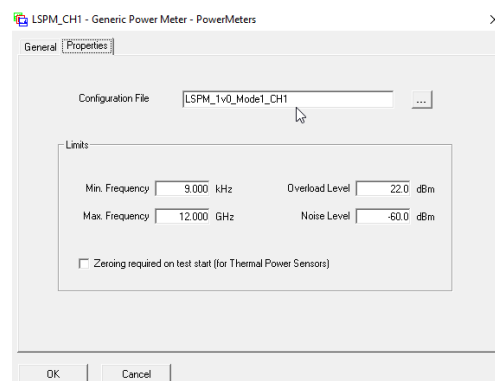 LSPM_CH1 - Generic Power Meter - PowerMeters
General Properties
Configuration File LSPM_1v0_Mode1_CH1 ...
Limits
Min. Frequency 9.000 kHz Overload Level 22.0 dBm
Max. Frequency 12.000 GHz Noise Level -60.0 dBm
Zeroing required on test start (for Thermal Power Sensors)
OK Cancel